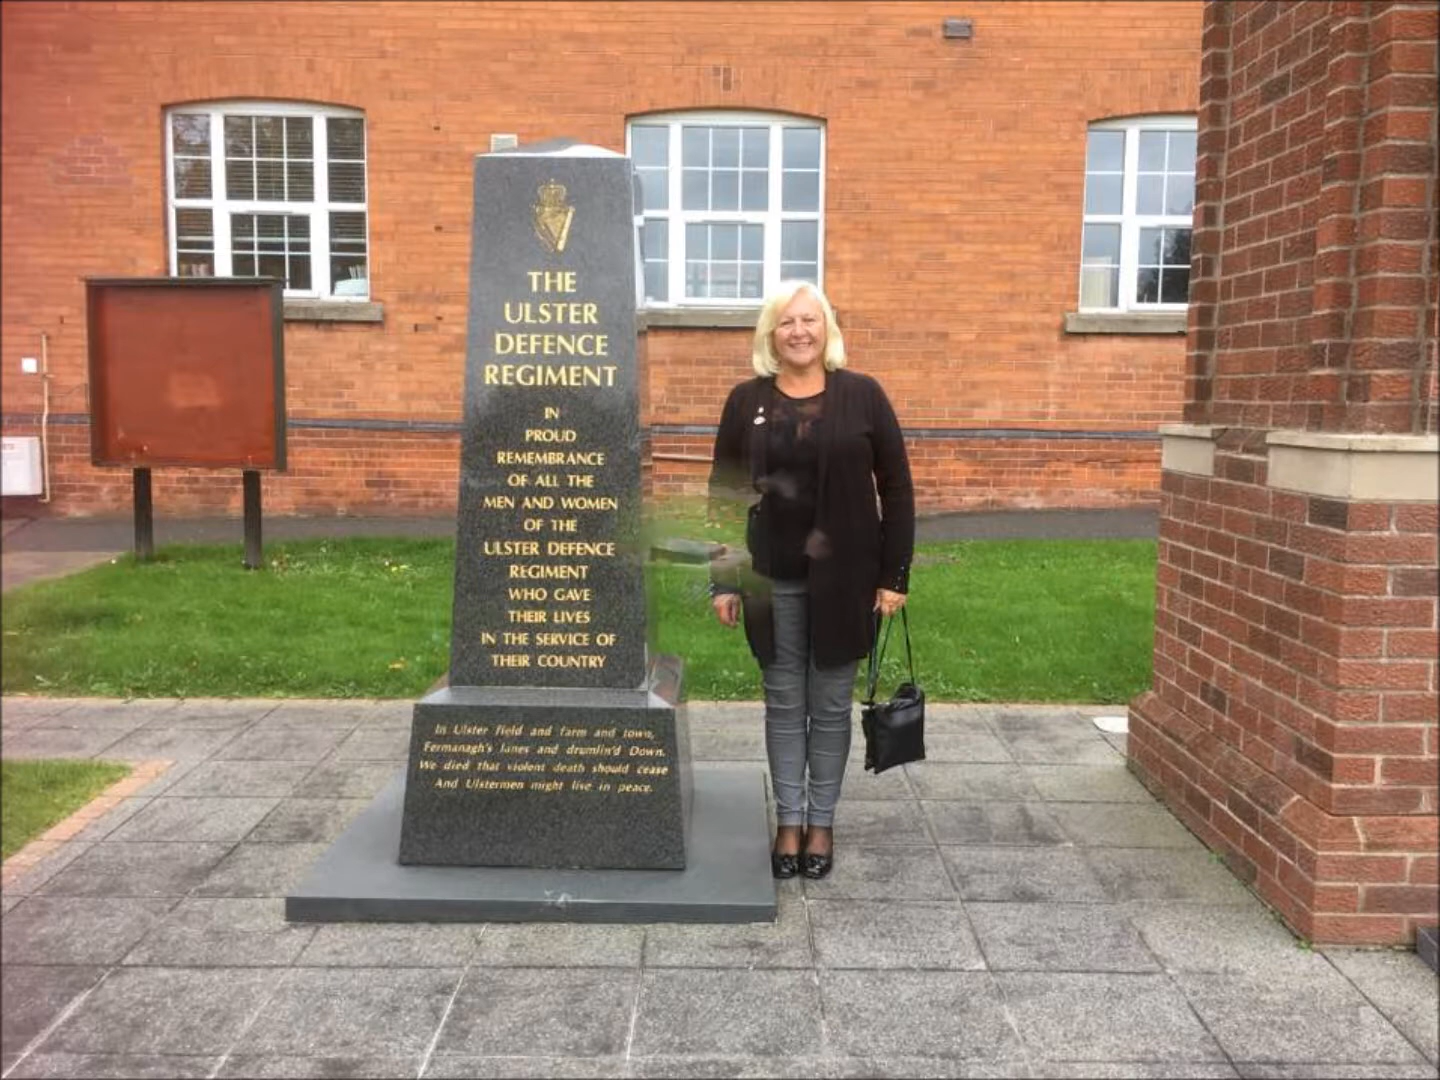 THE
ULSTER
DEFENCE
REGIMENT
IN
PROUD
REMEMBRANCE
OF ALL THE
MEN AND WOMEN
OF THE
ULSTER DEFENCE
REGIMENT
WHO GAVE
THEIR LIVES
IN THE SERVICE OF
THEIR COUNTRY
In Ulster field and farm and town,
Fermanagh's lanes and drumlin'd Down.
We died that violent death should cease
And Ulstermen might live in peace.